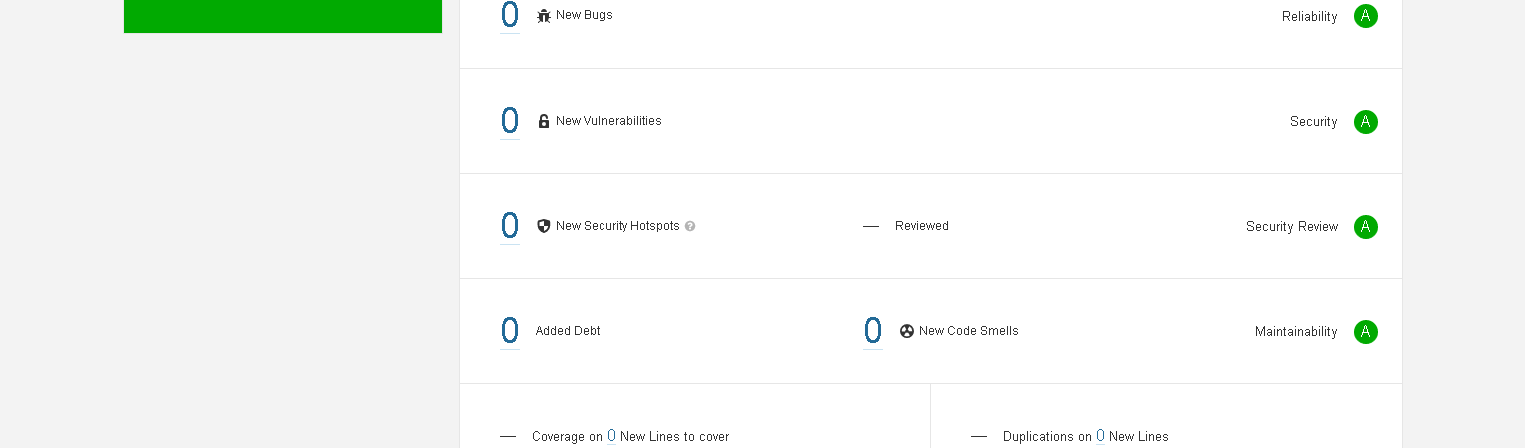 0 New Bugs Reliability A
0 New Vulnerabilities Security A
0 New Security Hotspots ? — Reviewed Security Review A
0 Added Debt 0 New Code Smells Maintainability A
— Coverage on 0 New Lines to cover — Duplications on 0 New Lines